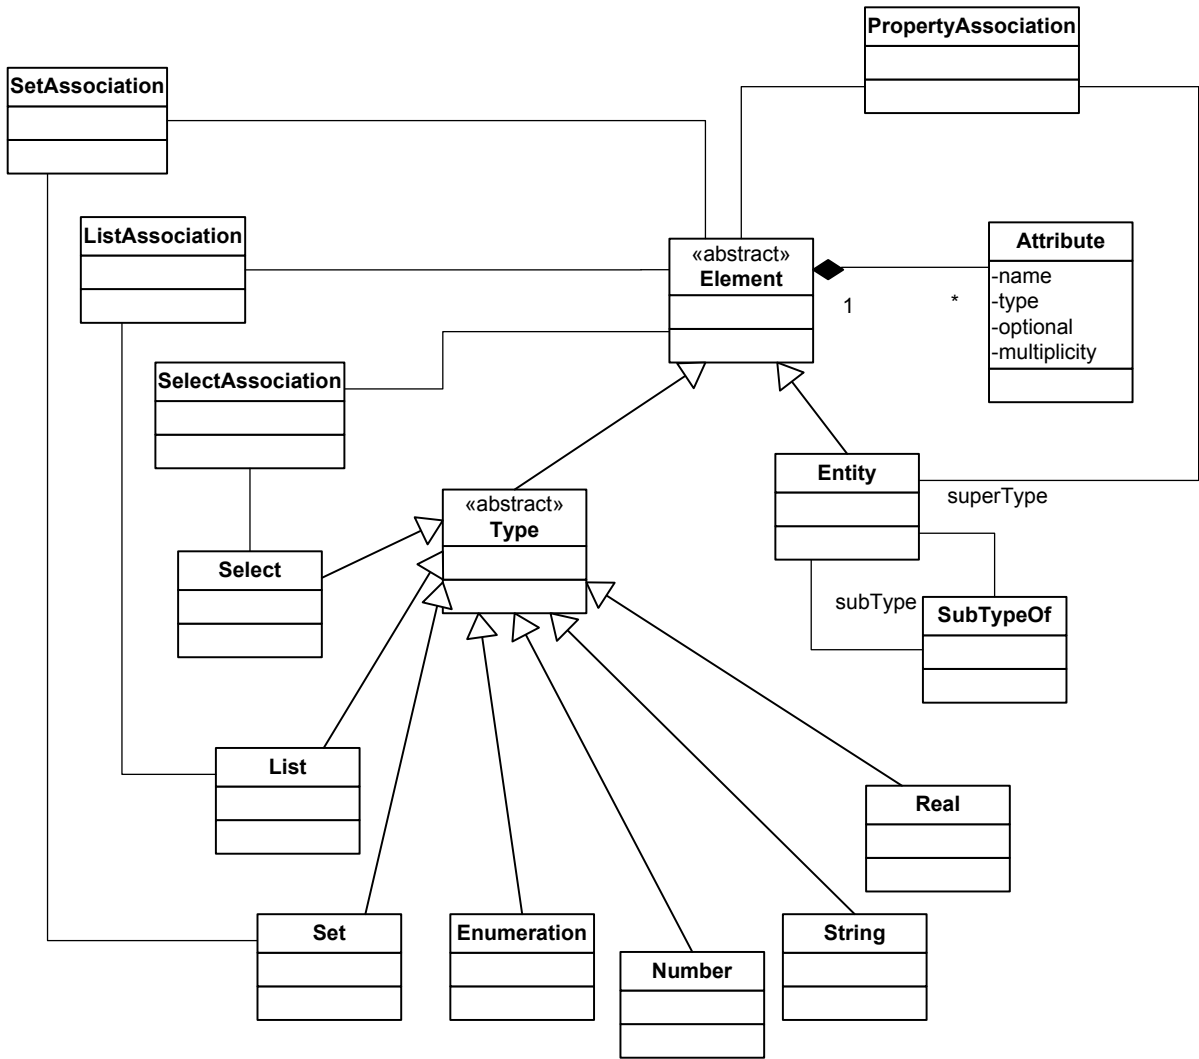 PropertyAssociation
SetAssociation
ListAssociation
«abstract»
Element
1
*
Attribute
-name
-type
-optional
-multiplicity
SelectAssociation
Entity
superType
«abstract»
Type
Select
subType
SubTypeOf
List
Real
Set
Enumeration
Number
String